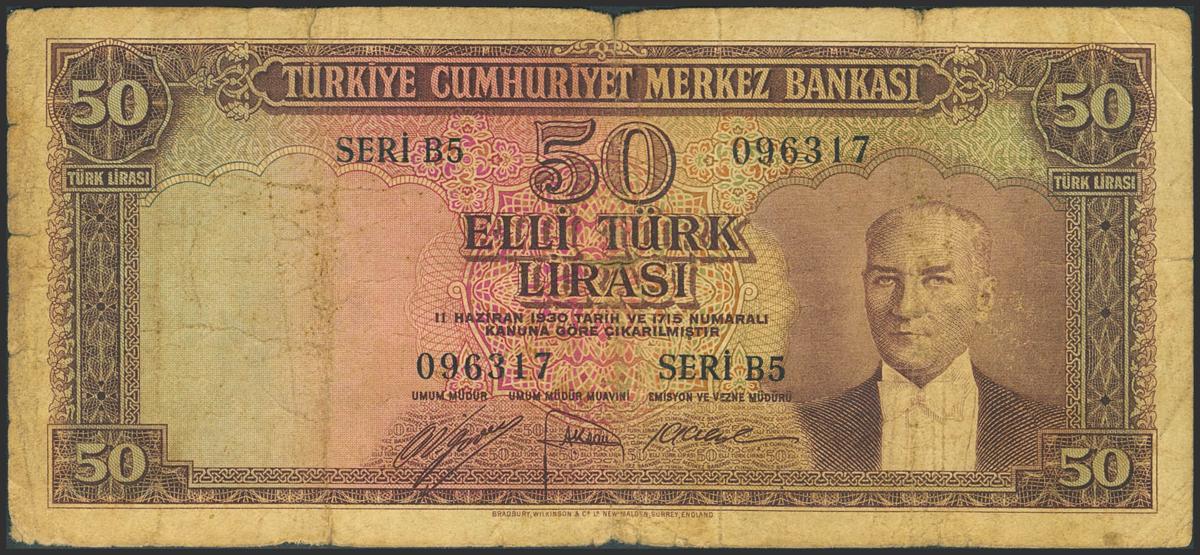 TÜRKİYE CUMHURİYET MERKEZ BANKASI
50 50
SERİ B5 50 096317
TÜRK LİRASI TÜRK LİRASI
ELLİ TÜRK
LİRASI
11 HAZİRAN 1930 TARİH VE 1715 NUMARALI
KANUNA GÖRE ÇIKARILMIŞTIR
096317 SERİ B5
UMUM MÜDÜR UMUM MÜDÜR MUAVİNİ EMİSYON VE VEZNE MÜDÜRÜ
50 50
BRADBURY, WILKINSON & Cº Lᵈ NEW MALDEN, SURREY, ENGLAND